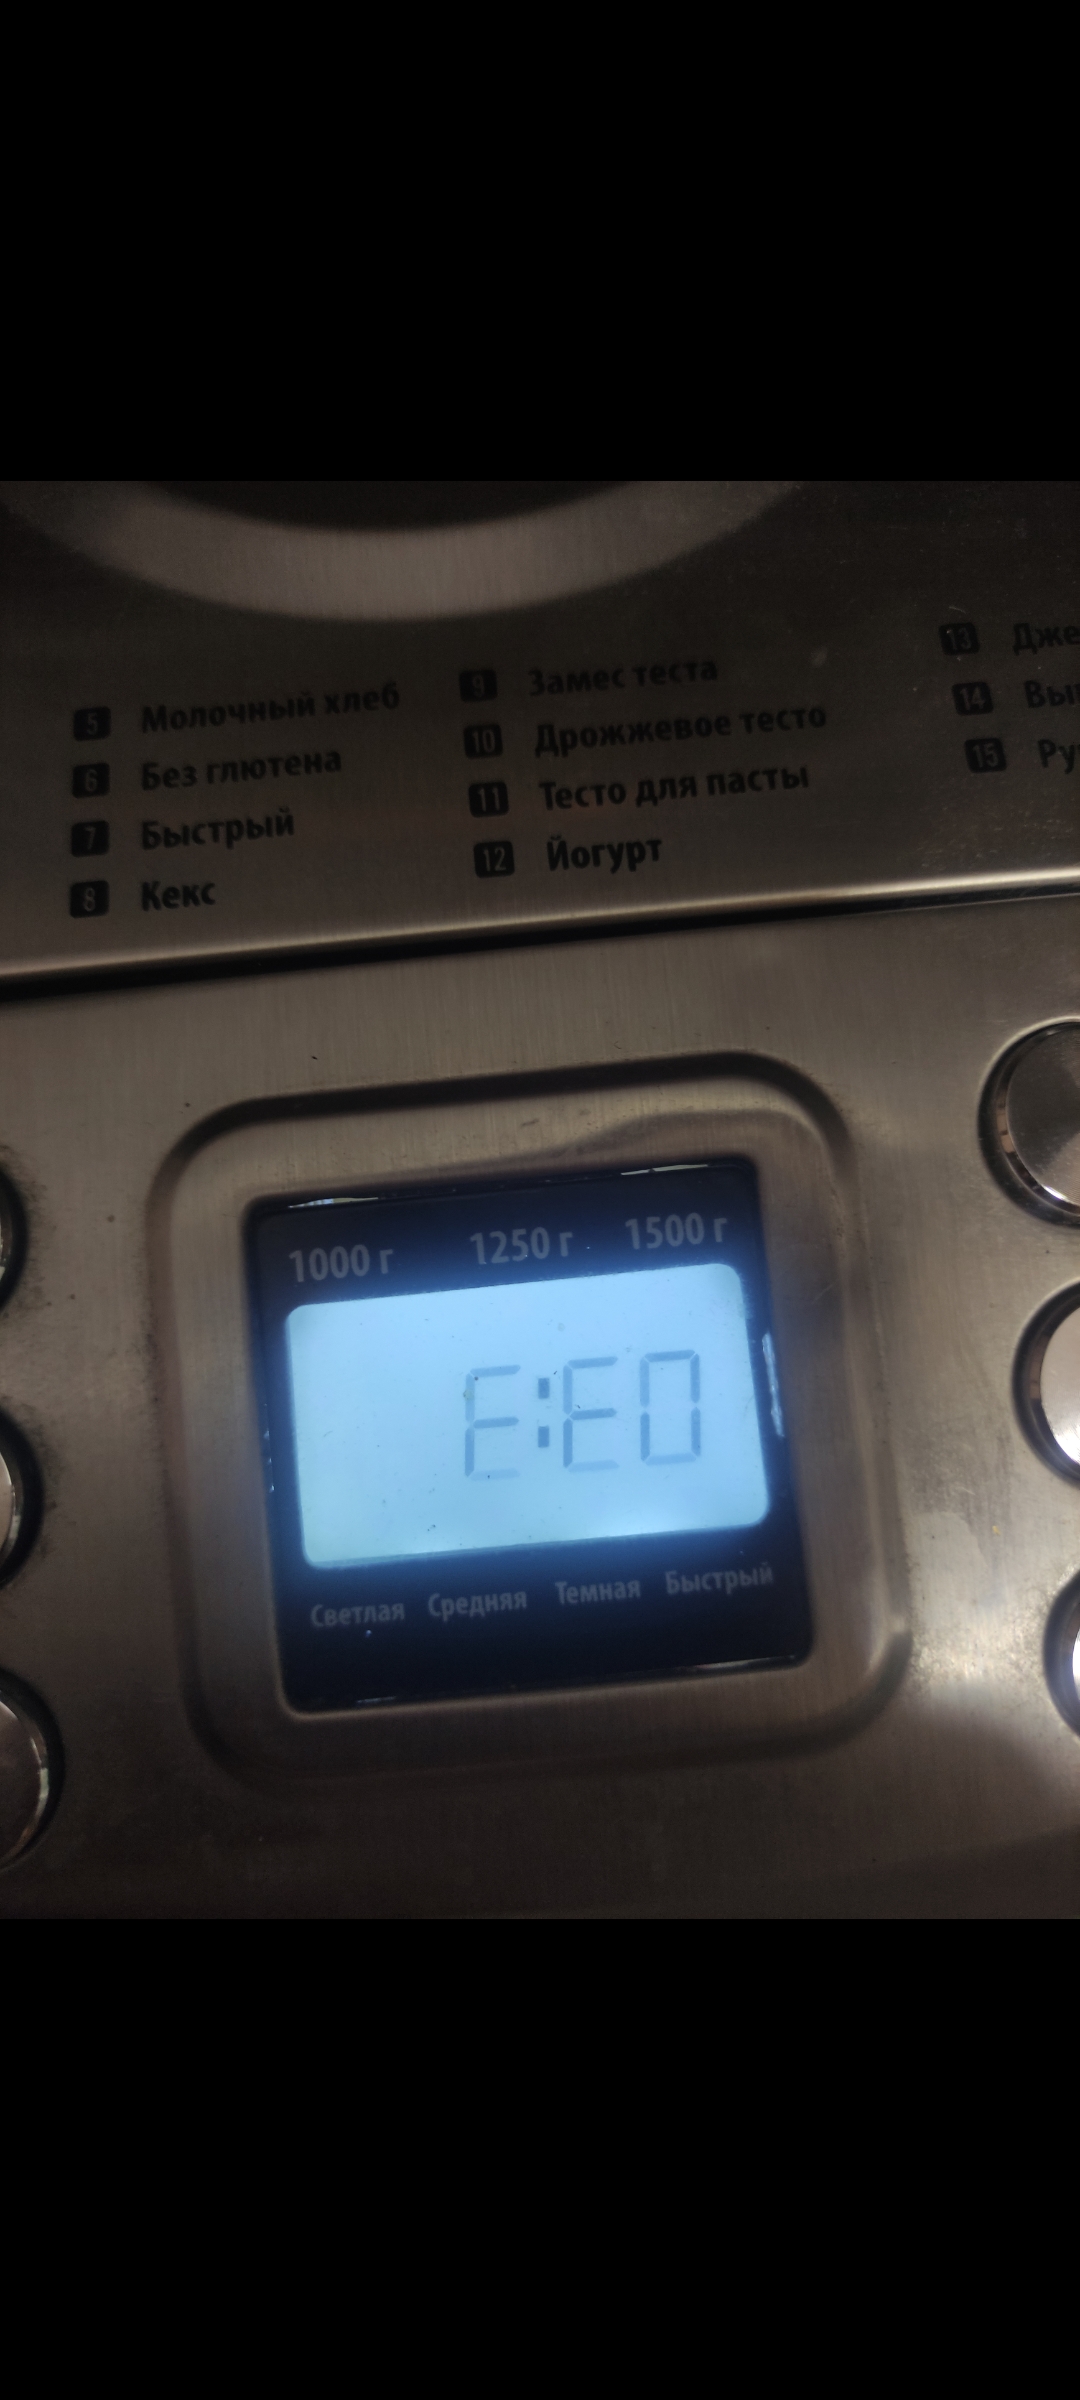 5 Молочный хлеб
6 Без глютена
7 Быстрый
8 Кекс
9 Замес теста
10 Дрожжевое тесто
11 Тесто для пасты
12 Йогурт
13
14
15
1000 г 1250 г 1500 г
E:E0
Светлая Средняя Темная Быстрый